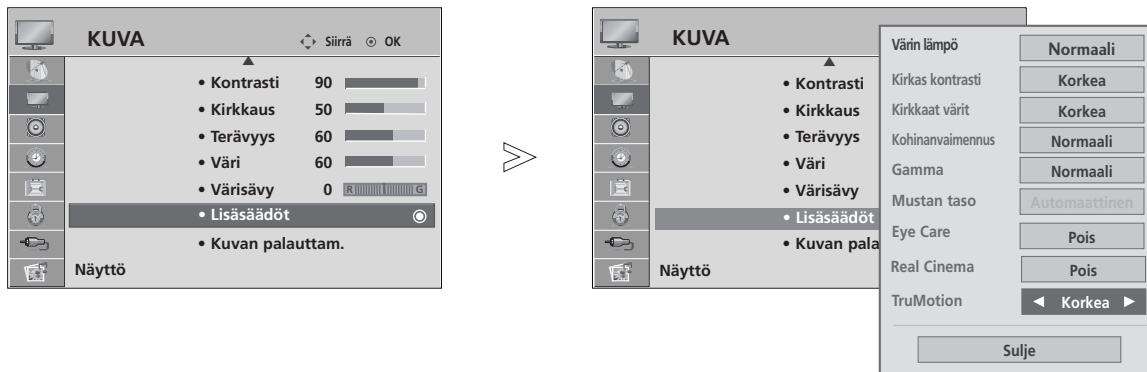 KUVA
Siirrä
OK
• Kontrasti 90
• Kirkkaus 50
• Terävyys 60
• Väri 60
• Värisävy 0 R G
• Lisäsäädöt
• Kuvan palauttam.
Näyttö
KUVA
• Kontrasti
• Kirkkaus
• Terävyys
• Väri
• Värisävy
• Lisäsäädöt
• Kuvan pala
Näyttö
Värin lämpö Normaali
Kirkas kontrasti Korkea
Kirkkaat värit Korkea
Kohinanvaimennus Normaali
Gamma Normaali
Mustan taso Automaattinen
Eye Care Pois
Real Cinema Pois
TruMotion ◄ Korkea ►
Sulje